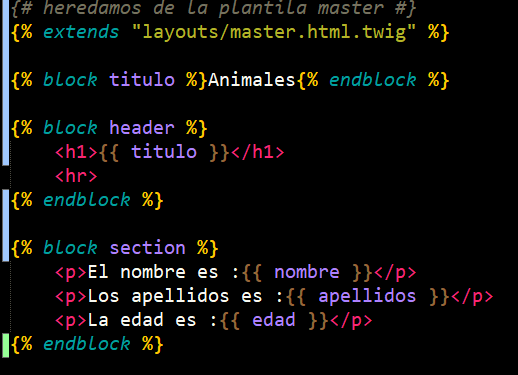 {# heredamos de la plantila master #}
{% extends "layouts/master.html.twig" %}
{% block titulo %}Animales{% endblock %}
{% block header %}
<h1>{{ titulo }}</h1>
<hr>
{% endblock %}
{% block section %}
<p>El nombre es :{{ nombre }}</p>
<p>Los apellidos es :{{ apellidos }}</p>
<p>La edad es :{{ edad }}</p>
{% endblock %}